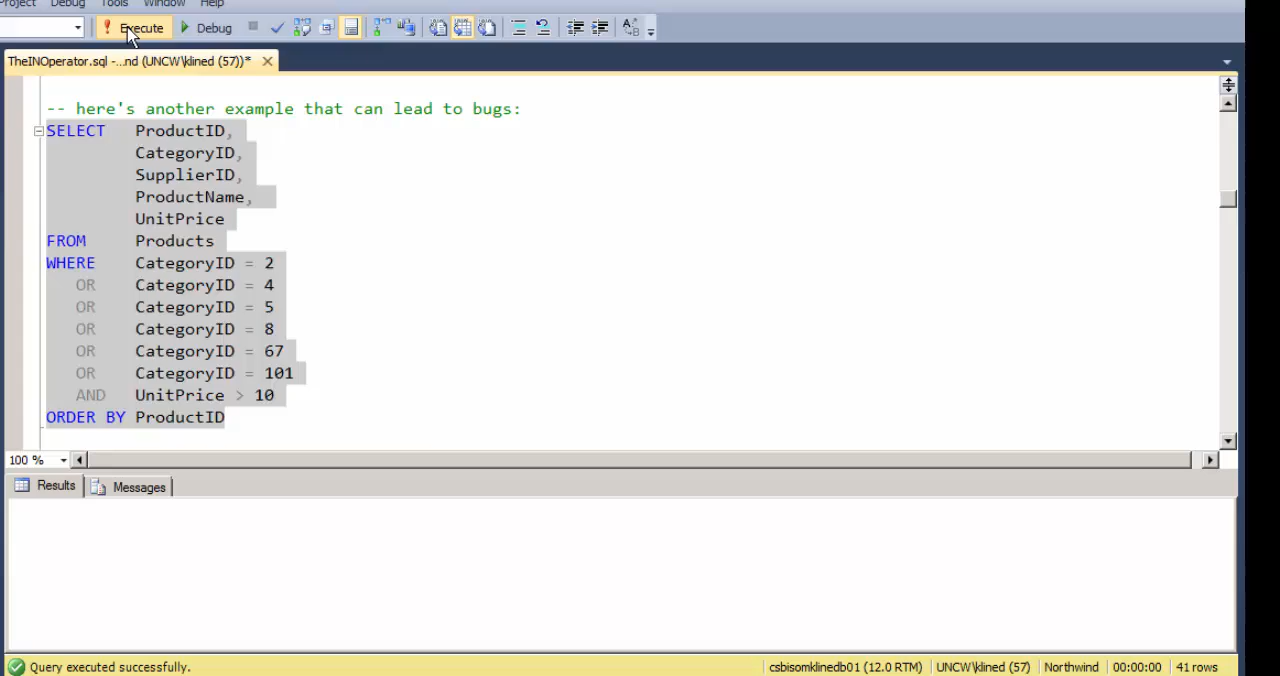 Project Debug Tools Window Help
Execute Debug
TheINOperator.sql -...nd (UNCW\klined (57))*
-- here's another example that can lead to bugs:
SELECT ProductID,
CategoryID,
SupplierID,
ProductName,
UnitPrice
FROM Products
WHERE CategoryID = 2
OR CategoryID = 4
OR CategoryID = 5
OR CategoryID = 8
OR CategoryID = 67
OR CategoryID = 101
AND UnitPrice > 10
ORDER BY ProductID
100 %
Results Messages
Query executed successfully. csbisomklinedb01 (12.0 RTM) UNCW\klined (57) Northwind 00:00:00 41 rows